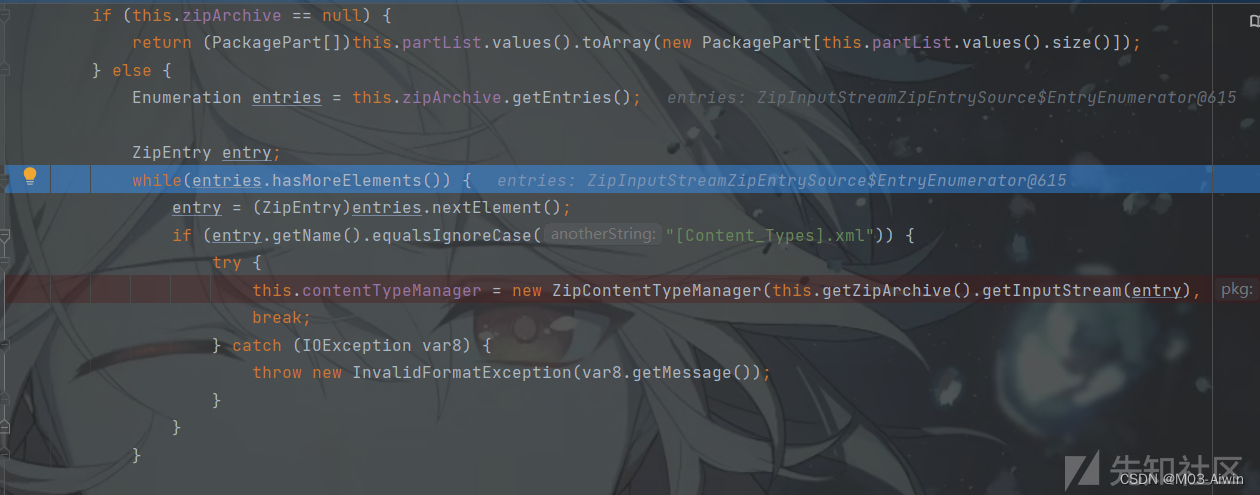 if (this.zipArchive == null) {
return (PackagePart[])this.partList.values().toArray(new PackagePart[this.partList.values().size()]);
} else {
Enumeration entries = this.zipArchive.getEntries(); entries: ZipInputStreamZipEntrySource$EntryEnumerator@615
ZipEntry entry;
while(entries.hasMoreElements()) { entries: ZipInputStreamZipEntrySource$EntryEnumerator@615
entry = (ZipEntry)entries.nextElement();
if (entry.getName().equalsIgnoreCase( anotherString: "[Content_Types].xml")) {
try {
this.contentTypeManager = new ZipContentTypeManager(this.getZipArchive().getInputStream(entry), pkg:
break;
} catch (IOException var8) {
throw new InvalidFormatException(var8.getMessage());
}
}
}
先知社区
CSDN @M03-Aiwin